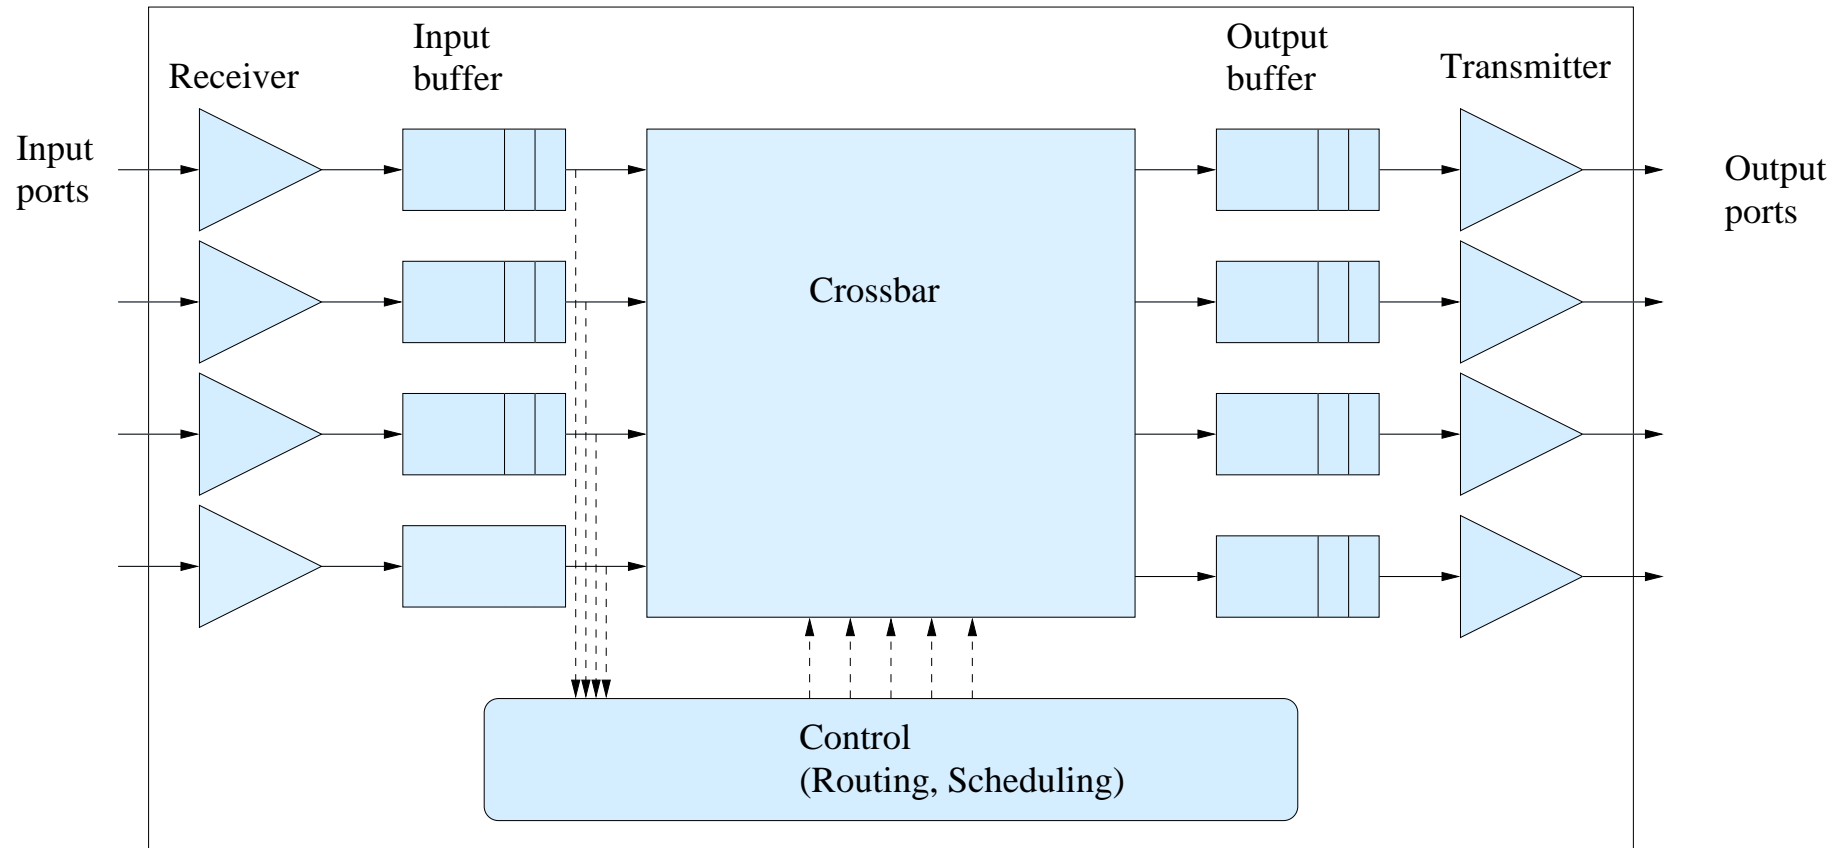 Input
buffer
Output
buffer
Receiver
Transmitter
Input
ports
Output
ports
Crossbar
Control
(Routing, Scheduling)